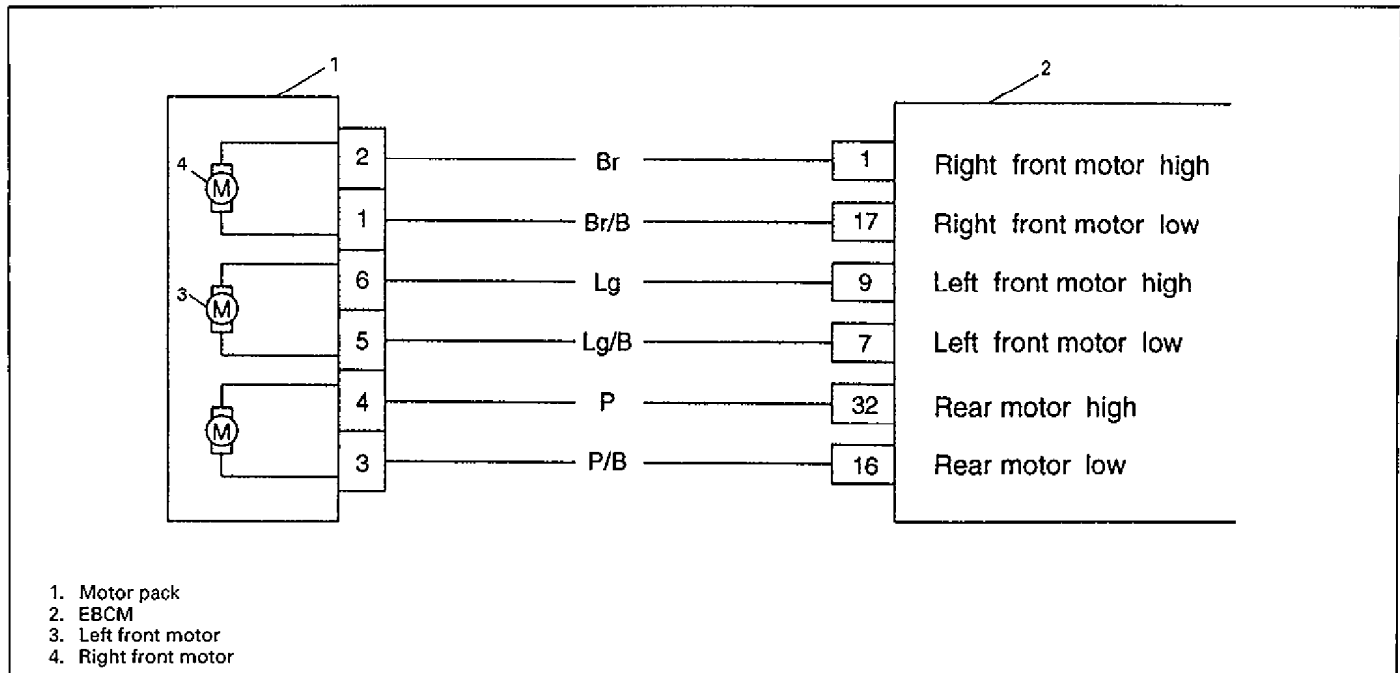 1
2
4
M
2
Br
1
Right front motor high
1
Br/B
17
Right front motor low
3
M
6
Lg
9
Left front motor high
5
Lg/B
7
Left front motor low
M
4
P
32
Rear motor high
3
P/B
16
Rear motor low
1. Motor pack
2. EBCM
3. Left front motor
4. Right front motor